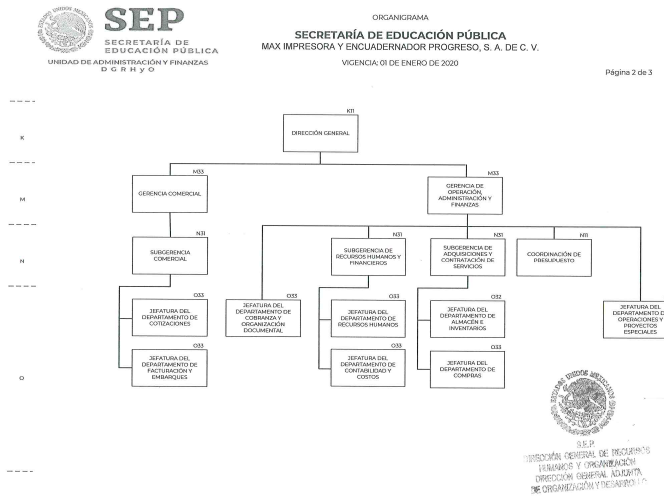 SEP
SECRETARÍA DE
EDUCACIÓN PÚBLICA
UNIDAD DE ADMINISTRACIÓN Y FINANZAS
D G R H y O
ORGANIGRAMA
SECRETARÍA DE EDUCACIÓN PÚBLICA
MAX IMPRESORA Y ENCUADERNADOR PROGRESO, S. A. DE C. V.
VIGENCIA: 01 DE ENERO DE 2020
Página 2 de 3
K
K11
DIRECCIÓN GENERAL
M
M33
GERENCIA COMERCIAL
M33
GERENCIA DE
OPERACIÓN,
ADMINISTRACIÓN Y
FINANZAS
N
N31
SUBGERENCIA
COMERCIAL
N31
SUBGERENCIA DE
RECURSOS HUMANOS Y
FINANCIEROS
N31
SUBGERENCIA DE
ADQUISICIONES Y
CONTRATACIÓN DE
SERVICIOS
N11
COORDINACIÓN DE
PRESUPUESTO
O
O33
JEFATURA DEL
DEPARTAMENTO DE
COTIZACIONES
O33
JEFATURA DEL
DEPARTAMENTO DE
COBRANZA Y
ORGANIZACIÓN
DOCUMENTAL
O33
JEFATURA DEL
DEPARTAMENTO DE
RECURSOS HUMANOS
O32
JEFATURA DEL
DEPARTAMENTO DE
ALMACÉN E
INVENTARIOS
JEFATURA DEL
DEPARTAMENTO D
OPERACIONES Y
PROYECTOS
ESPECIALES
O33
JEFATURA DEL
DEPARTAMENTO DE
FACTURACIÓN Y
EMBARQUES
O33
JEFATURA DEL
DEPARTAMENTO DE
CONTABILIDAD Y
COSTOS
O33
JEFATURA DEL
DEPARTAMENTO DE
COMPRAS
ESTADOS UNIDOS MEXICANOS
S.E.P.
DIRECCIÓN GENERAL DE RECURSOS
HUMANOS Y ORGANIZACIÓN
DIRECCIÓN GENERAL ADJUNTA
DE ORGANIZACIÓN Y DESARROLLO